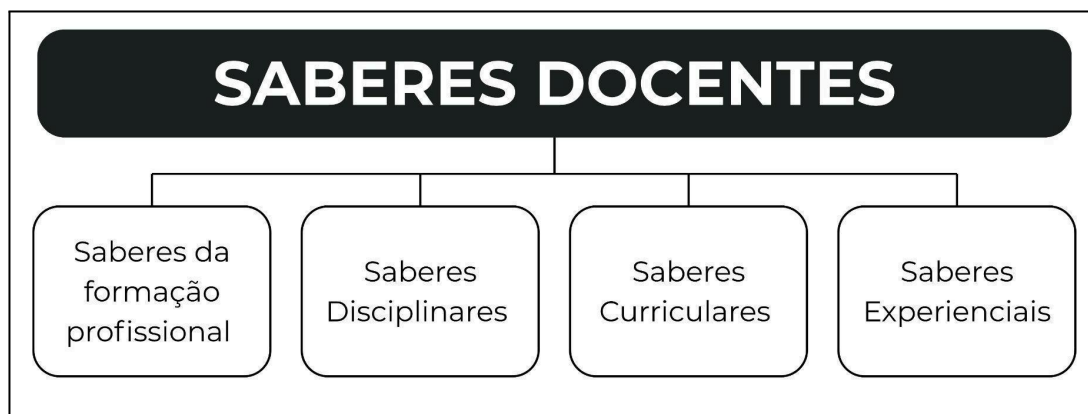 SABERES DOCENTES
Saberes da
formação
profissional
Saberes
Disciplinares
Saberes
Curriculares
Saberes
Experienciais